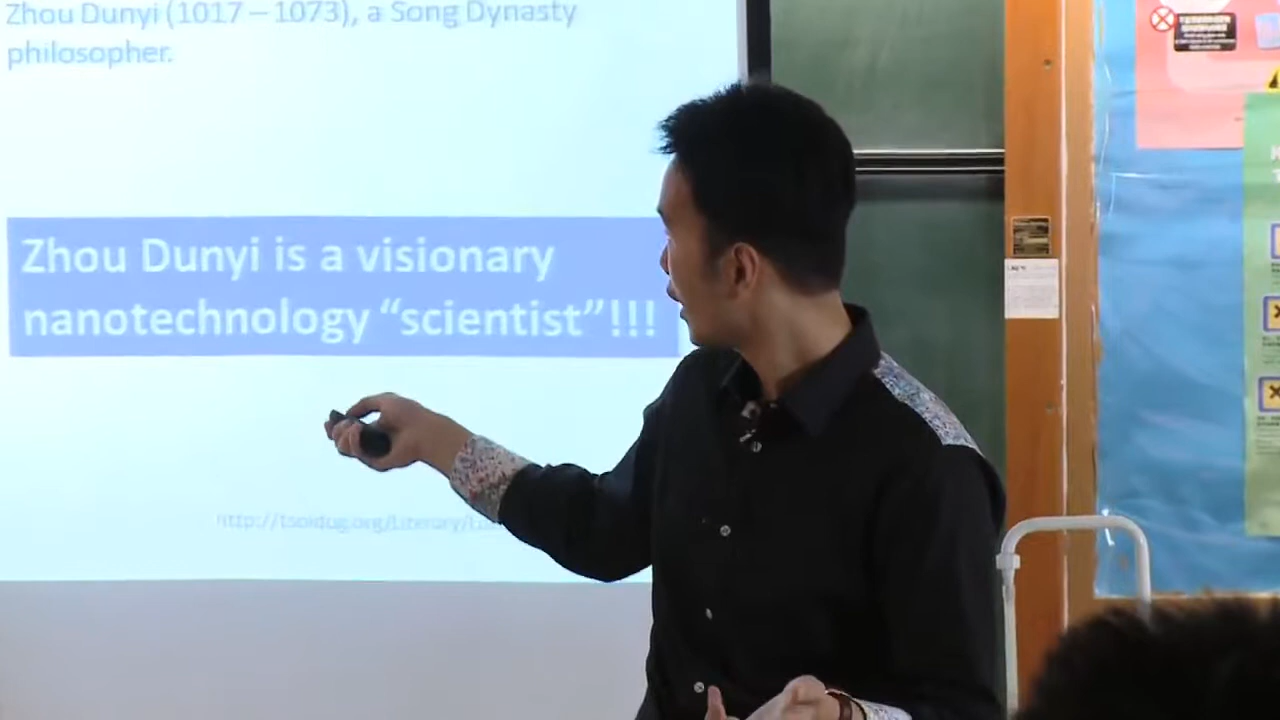 Zhou Dunyi (1017 – 1073), a Song Dynasty
philosopher.
Zhou Dunyi is a visionary
nanotechnology “scientist”!!!